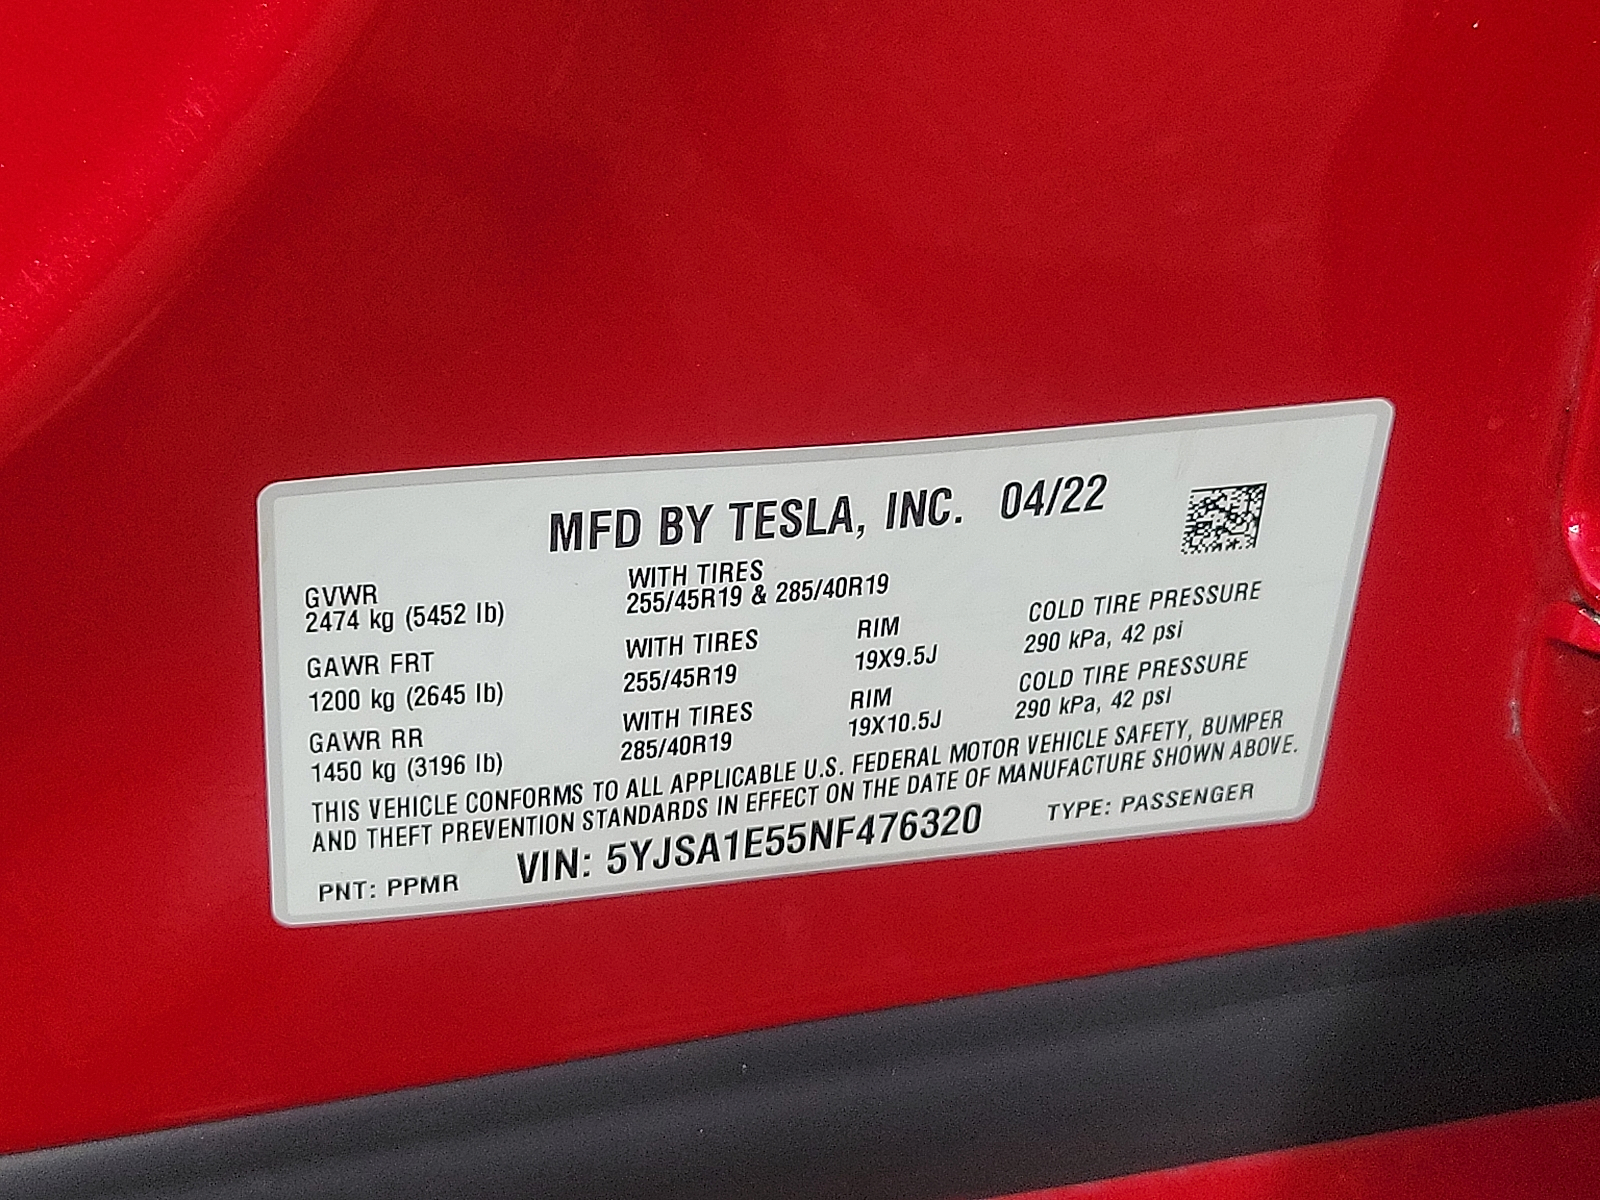 MFD BY TESLA, INC. 04/22
GVWR
2474 kg (5452 lb)
WITH TIRES
255/45R19 & 285/40R19
GAWR FRT
1200 kg (2645 lb)
WITH TIRES
255/45R19
RIM
19X9.5J
COLD TIRE PRESSURE
290 kPa, 42 psi
GAWR RR
1450 kg (3196 lb)
WITH TIRES
285/40R19
RIM
19X10.5J
COLD TIRE PRESSURE
290 kPa, 42 psi
THIS VEHICLE CONFORMS TO ALL APPLICABLE U.S. FEDERAL MOTOR VEHICLE SAFETY, BUMPER
AND THEFT PREVENTION STANDARDS IN EFFECT ON THE DATE OF MANUFACTURE SHOWN ABOVE.
PNT: PPMR
VIN: 5YJSA1E55NF476320
TYPE: PASSENGER